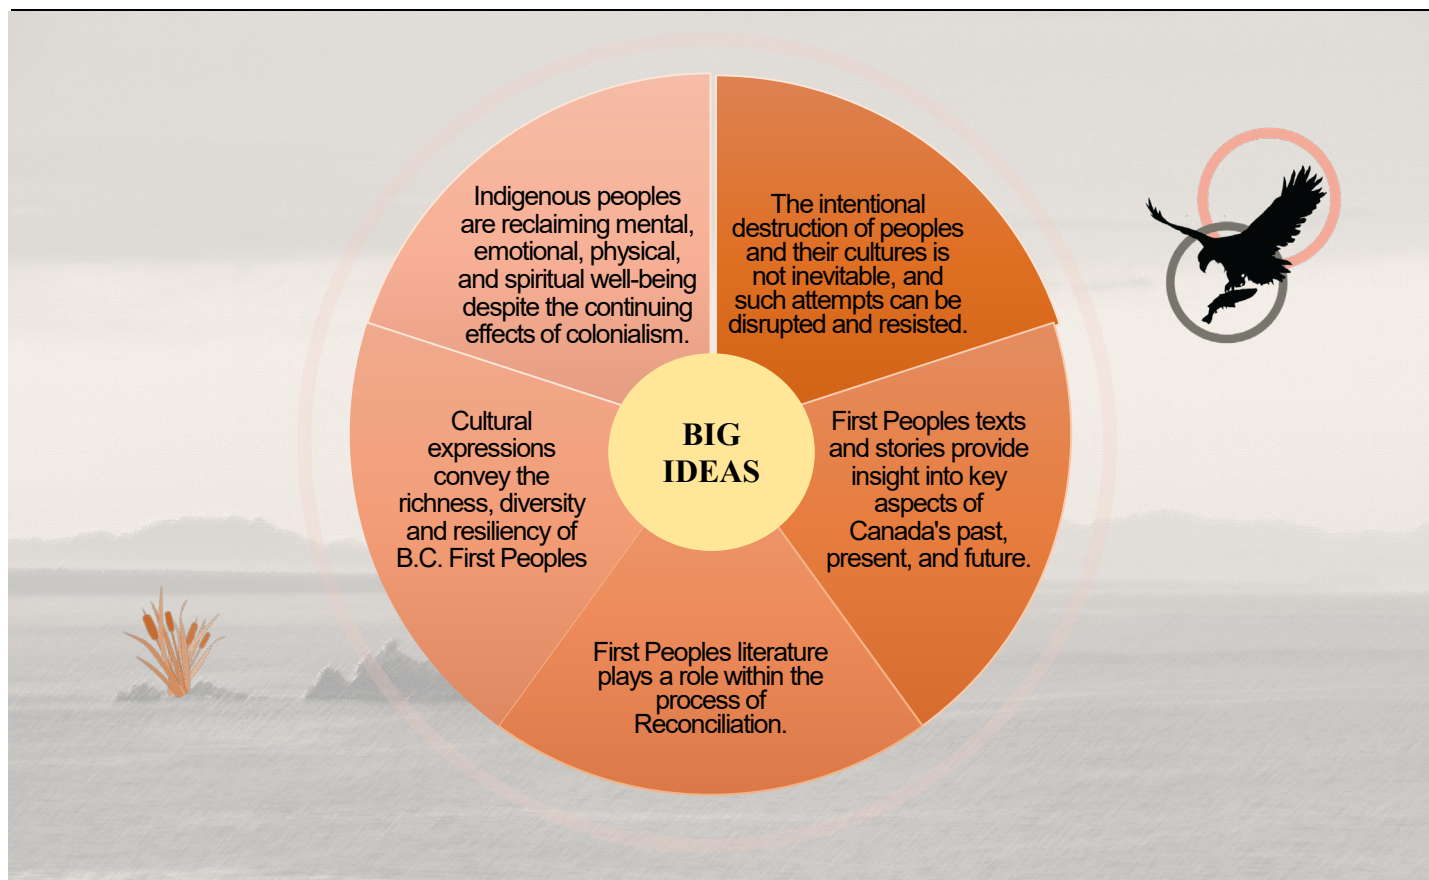 Indigenous peoples
are reclaiming mental,
emotional, physical,
and spiritual well-being
despite the continuing
effects of colonialism.
The intentional
destruction of peoples
and their cultures is
not inevitable, and
such attempts can be
disrupted and resisted.
Cultural
expressions
convey the
richness, diversity
and resiliency of
B.C. First Peoples
BIG
IDEAS
First Peoples texts
and stories provide
insight into key
aspects of
Canada's past,
present, and future.
First Peoples literature
plays a role within the
process of
Reconciliation.